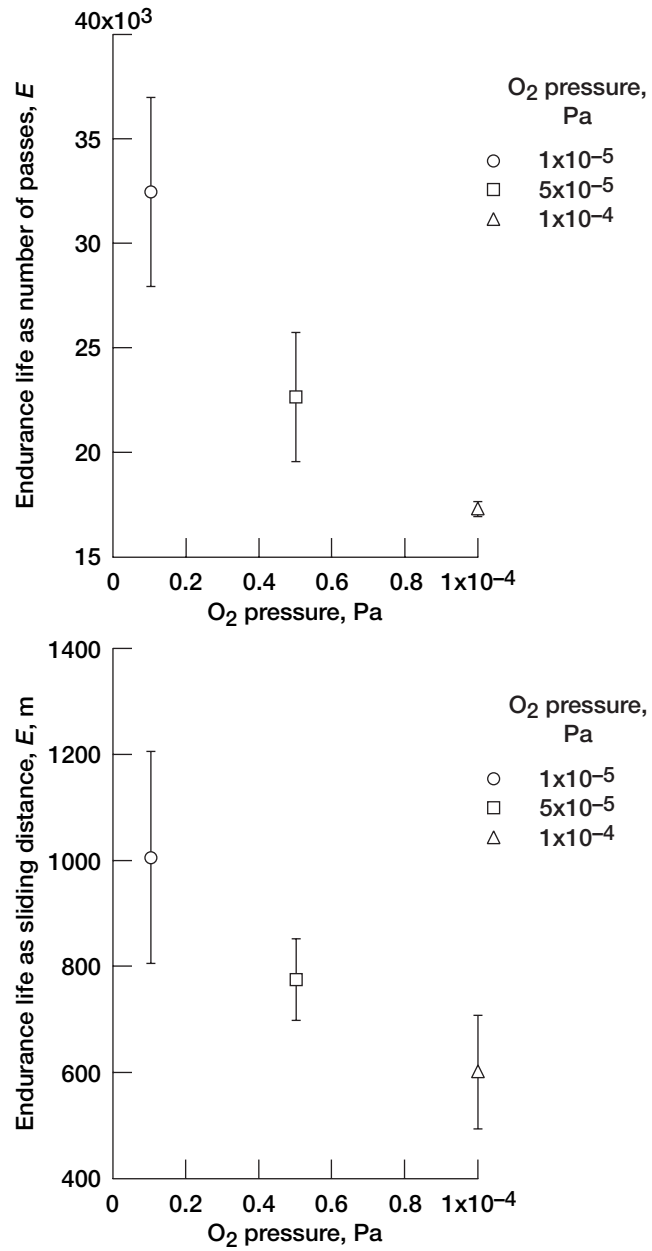 40x10³
35
30
25
20
15
Endurance life as number of passes, E
0 0.2 0.4 0.6 0.8 1x10⁻⁴
O₂ pressure, Pa
O₂ pressure,
Pa
1x10⁻⁵
5x10⁻⁵
1x10⁻⁴
1400
1200
1000
800
600
400
Endurance life as sliding distance, E, m
0 0.2 0.4 0.6 0.8 1x10⁻⁴
O₂ pressure, Pa
O₂ pressure,
Pa
1x10⁻⁵
5x10⁻⁵
1x10⁻⁴